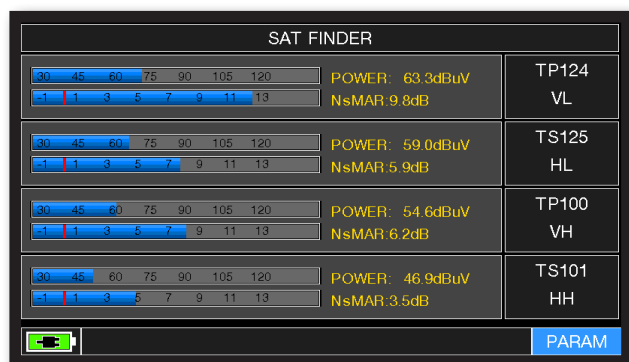 SAT FINDER
30 45 60 75 90 105 120
POWER: 63.3dBuV
TP124
-1 1 3 5 7 9 11 13
NsMAR:9.8dB
VL
30 45 60 75 90 105 120
POWER: 59.0dBuV
TS125
-1 1 3 5 7 9 11 13
NsMAR:5.9dB
HL
30 45 60 75 90 105 120
POWER: 54.6dBuV
TP100
-1 1 3 5 7 9 11 13
NsMAR:6.2dB
VH
30 45 60 75 90 105 120
POWER: 46.9dBuV
TS101
-1 1 3 5 7 9 11 13
NsMAR:3.5dB
HH
PARAM